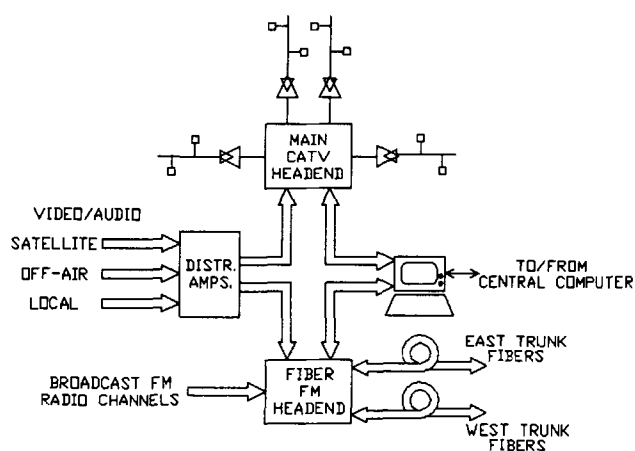 MAIN
CATV
HEADEND
VIDEO/AUDIO
SATELLITE
OFF-AIR
LOCAL
DISTR.
AMPS.
TO/FROM
CENTRAL COMPUTER
EAST TRUNK
FIBERS
BROADCAST FM
RADIO CHANNELS
FIBER
FM
HEADEND
WEST TRUNK
FIBERS